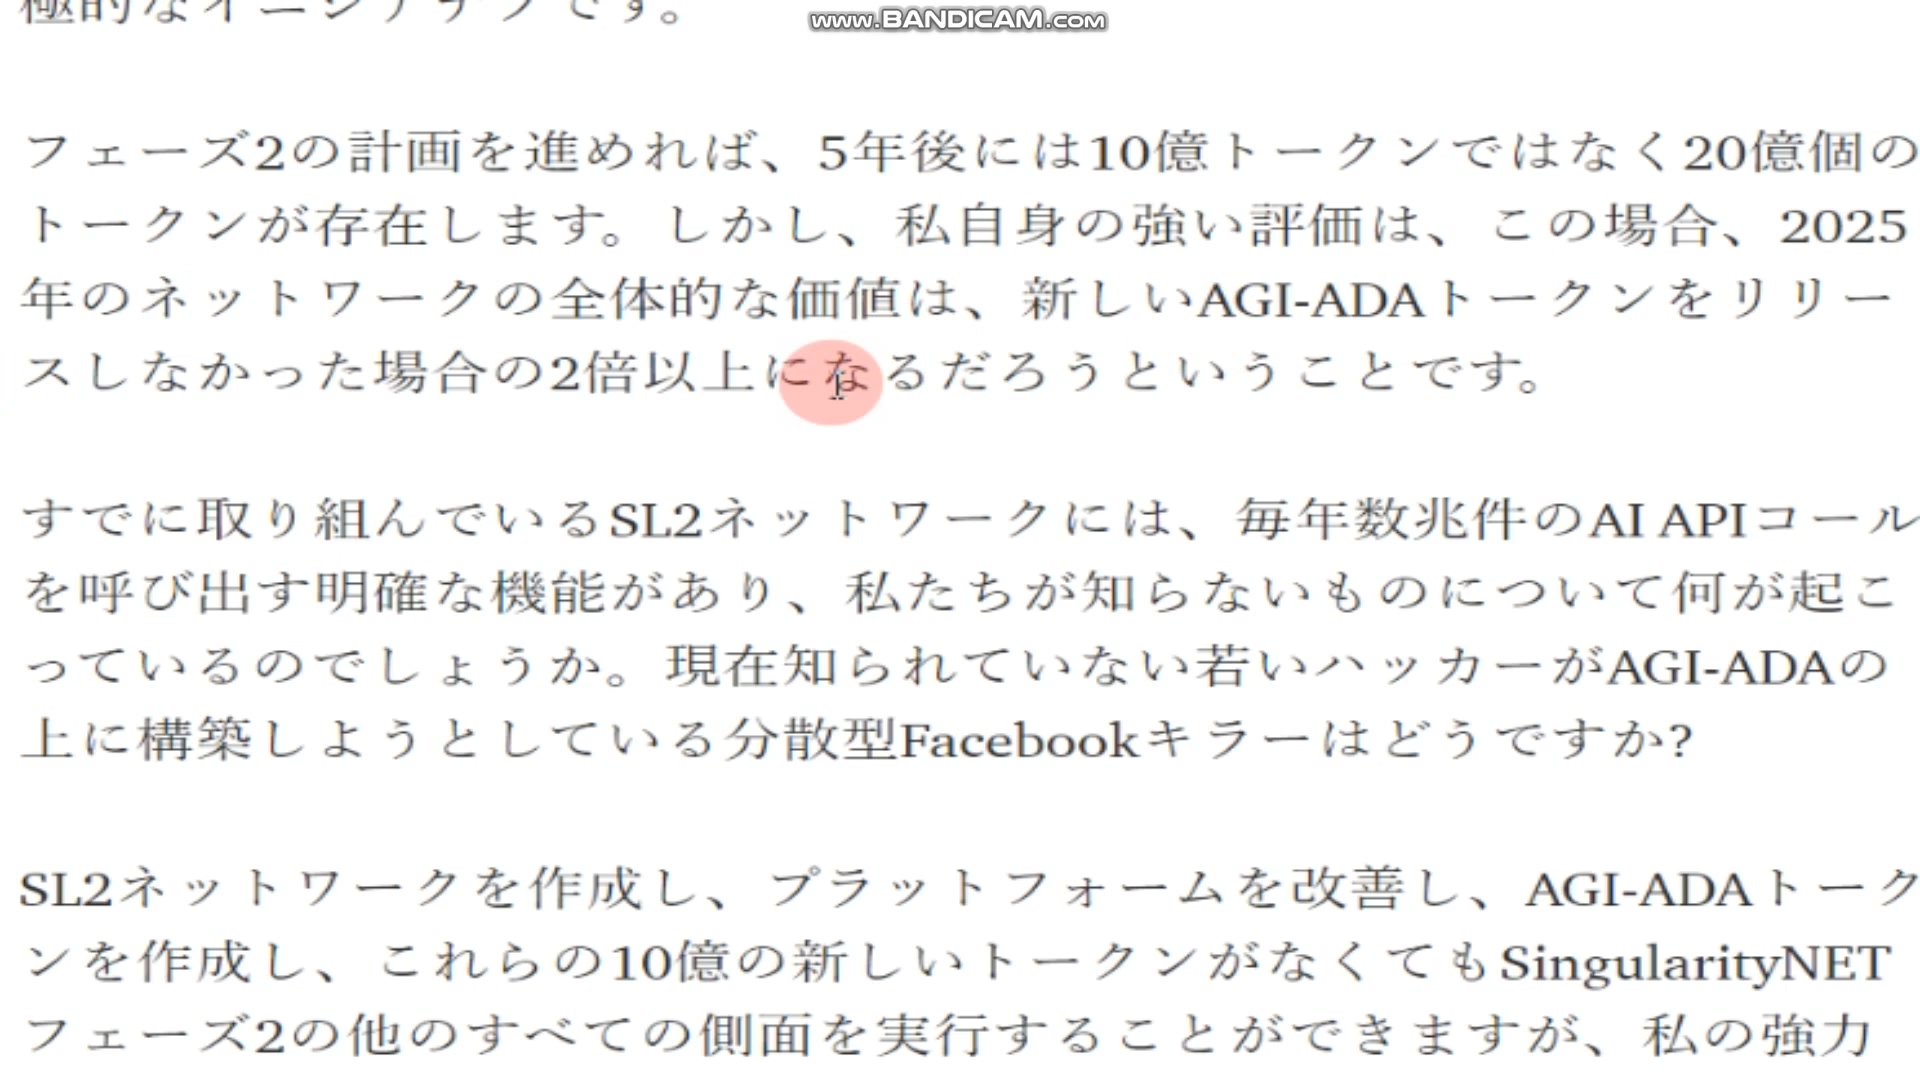 極的なイニシアチブです。
www.BANDICAM.com
フェーズ2の計画を進めれば、5年後には10億トークンではなく20億個の
トークンが存在します。しかし、私自身の強い評価は、この場合、2025
年のネットワークの全体的な価値は、新しいAGI-ADAトークンをリリー
スしなかった場合の2倍以上になるだろうということです。
すでに取り組んでいるSL2ネットワークには、毎年数兆件のAI APIコール
を呼び出す明確な機能があり、私たちが知らないものについて何が起こ
っているのでしょうか。現在知られていない若いハッカーがAGI-ADAの
上に構築しようとしている分散型Facebookキラーはどうですか?
SL2ネットワークを作成し、プラットフォームを改善し、AGI-ADAトーク
ンを作成し、これらの10億の新しいトークンがなくてもSingularityNET
フェーズ2の他のすべての側面を実行することができますが、私の強力